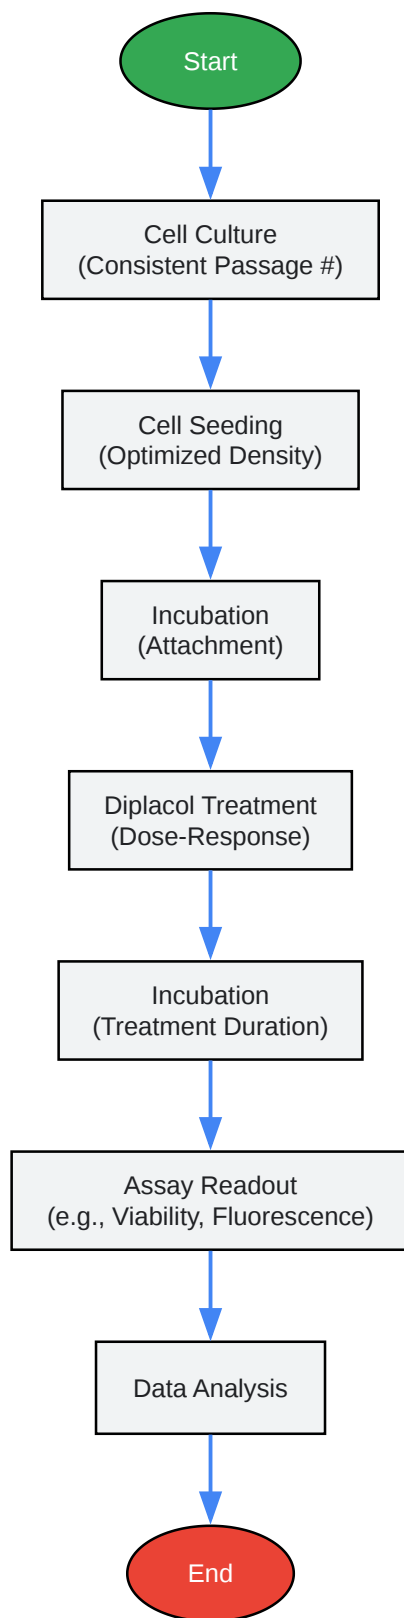 Start
Cell Culture
(Consistent Passage #)
Cell Seeding
(Optimized Density)
Incubation
(Attachment)
Diplacol Treatment
(Dose-Response)
Incubation
(Treatment Duration)
Assay Readout
(e.g., Viability, Fluorescence)
Data Analysis
End